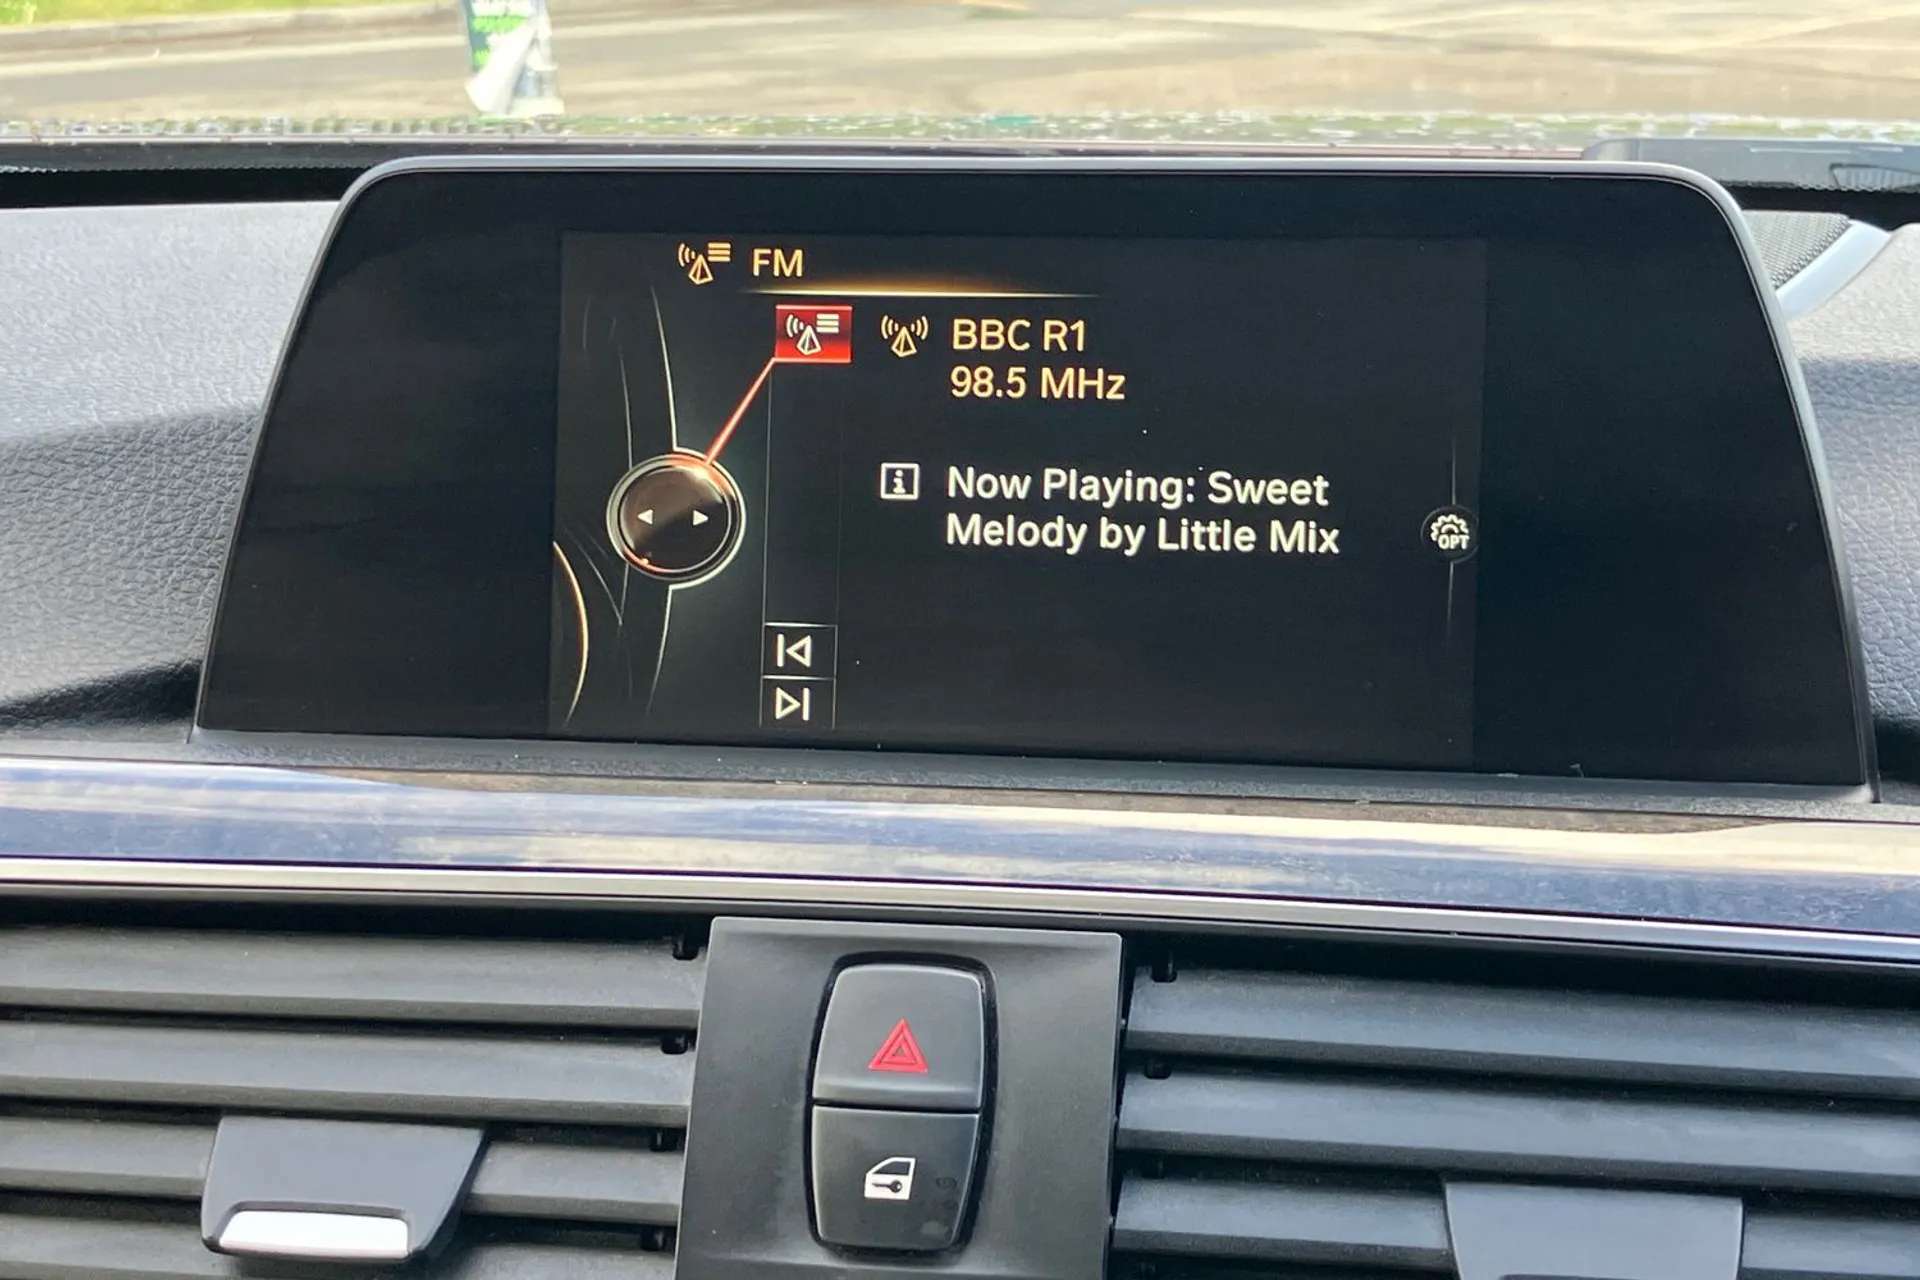 FM
BBC R1
98.5 MHz
Now Playing: Sweet
Melody by Little Mix
OPT